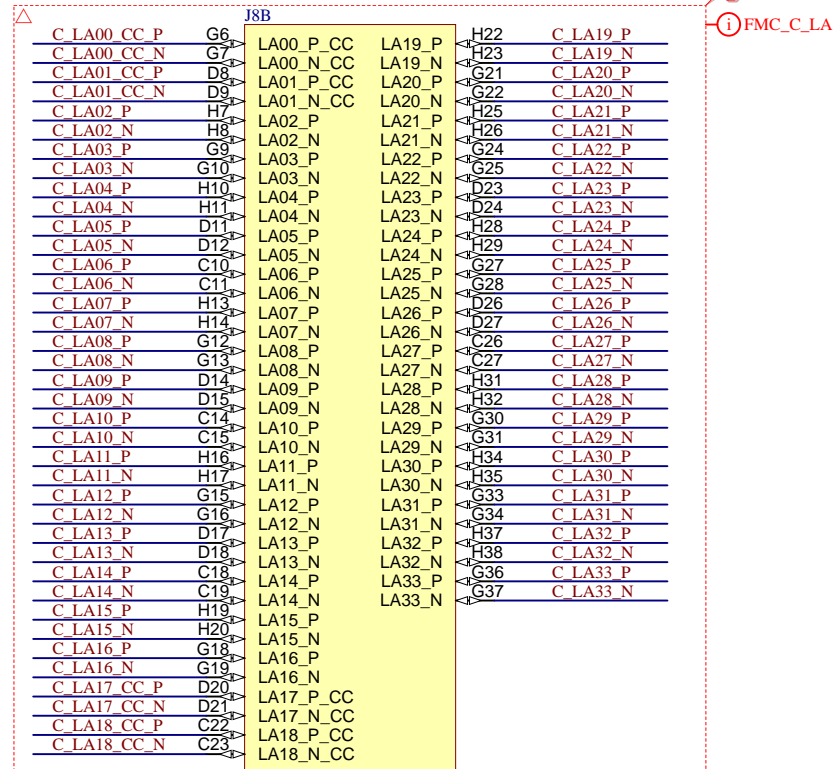 J8B
FMC_C_LA
C_LA00_CC_P G6 LA00_P_CC LA19_P H22 C_LA19_P
C_LA00_CC_N G7 LA00_N_CC LA19_N H23 C_LA19_N
C_LA01_CC_P D8 LA01_P_CC LA20_P G21 C_LA20_P
C_LA01_CC_N D9 LA01_N_CC LA20_N G22 C_LA20_N
C_LA02_P H7 LA02_P LA21_P H25 C_LA21_P
C_LA02_N H8 LA02_N LA21_N H26 C_LA21_N
C_LA03_P G9 LA03_P LA22_P G24 C_LA22_P
C_LA03_N G10 LA03_N LA22_N G25 C_LA22_N
C_LA04_P H10 LA04_P LA23_P D23 C_LA23_P
C_LA04_N H11 LA04_N LA23_N D24 C_LA23_N
C_LA05_P D11 LA05_P LA24_P H28 C_LA24_P
C_LA05_N D12 LA05_N LA24_N H29 C_LA24_N
C_LA06_P C10 LA06_P LA25_P G27 C_LA25_P
C_LA06_N C11 LA06_N LA25_N G28 C_LA25_N
C_LA07_P H13 LA07_P LA26_P D26 C_LA26_P
C_LA07_N H14 LA07_N LA26_N D27 C_LA26_N
C_LA08_P G12 LA08_P LA27_P C26 C_LA27_P
C_LA08_N G13 LA08_N LA27_N C27 C_LA27_N
C_LA09_P D14 LA09_P LA28_P H31 C_LA28_P
C_LA09_N D15 LA09_N LA28_N H32 C_LA28_N
C_LA10_P C14 LA10_P LA29_P G30 C_LA29_P
C_LA10_N C15 LA10_N LA29_N G31 C_LA29_N
C_LA11_P H16 LA11_P LA30_P H34 C_LA30_P
C_LA11_N H17 LA11_N LA30_N H35 C_LA30_N
C_LA12_P G15 LA12_P LA31_P G33 C_LA31_P
C_LA12_N G16 LA12_N LA31_N G34 C_LA31_N
C_LA13_P D17 LA13_P LA32_P H37 C_LA32_P
C_LA13_N D18 LA13_N LA32_N H38 C_LA32_N
C_LA14_P C18 LA14_P LA33_P G36 C_LA33_P
C_LA14_N C19 LA14_N LA33_N G37 C_LA33_N
C_LA15_P H19 LA15_P
C_LA15_N H20 LA15_N
C_LA16_P G18 LA16_P
C_LA16_N G19 LA16_N
C_LA17_CC_P D20 LA17_P_CC
C_LA17_CC_N D21 LA17_N_CC
C_LA18_CC_P C22 LA18_P_CC
C_LA18_CC_N C23 LA18_N_CC